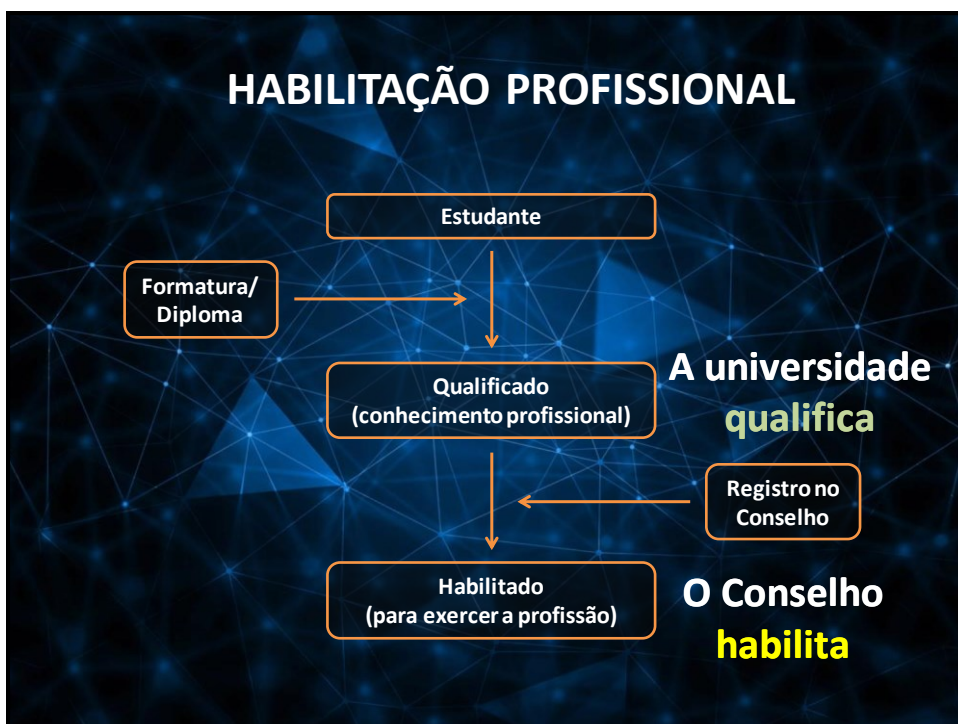 HABILITAÇÃO PROFISSIONAL
Estudante
Formatura/
Diploma
Qualificado
(conhecimento profissional)
A universidade
qualifica
Registro no
Conselho
Habilitado
(para exercer a profissão)
O Conselho
habilita